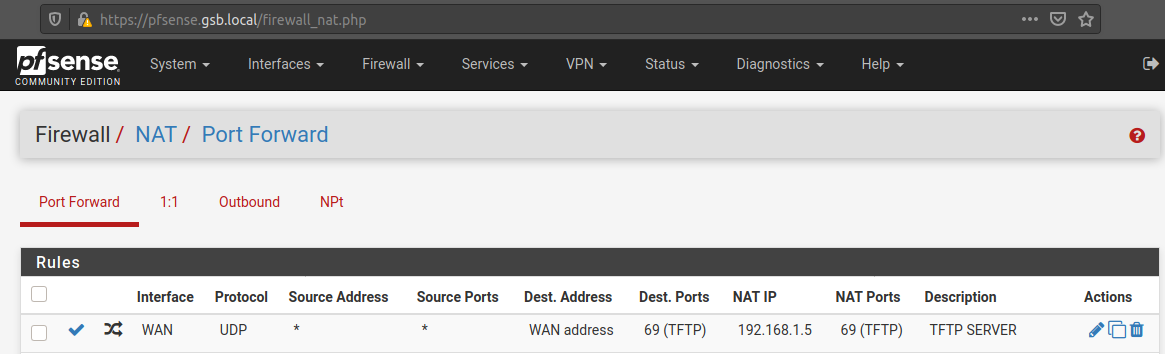 https://pfsense.gsb.local/firewall_nat.php
pfsense COMMUNITY EDITION System Interfaces Firewall Services VPN Status Diagnostics Help
Firewall / NAT / Port Forward
Port Forward 1:1 Outbound NPt
Rules
Interface Protocol Source Address Source Ports Dest. Address Dest. Ports NAT IP NAT Ports Description Actions
WAN UDP * * WAN address 69 (TFTP) 192.168.1.5 69 (TFTP) TFTP SERVER